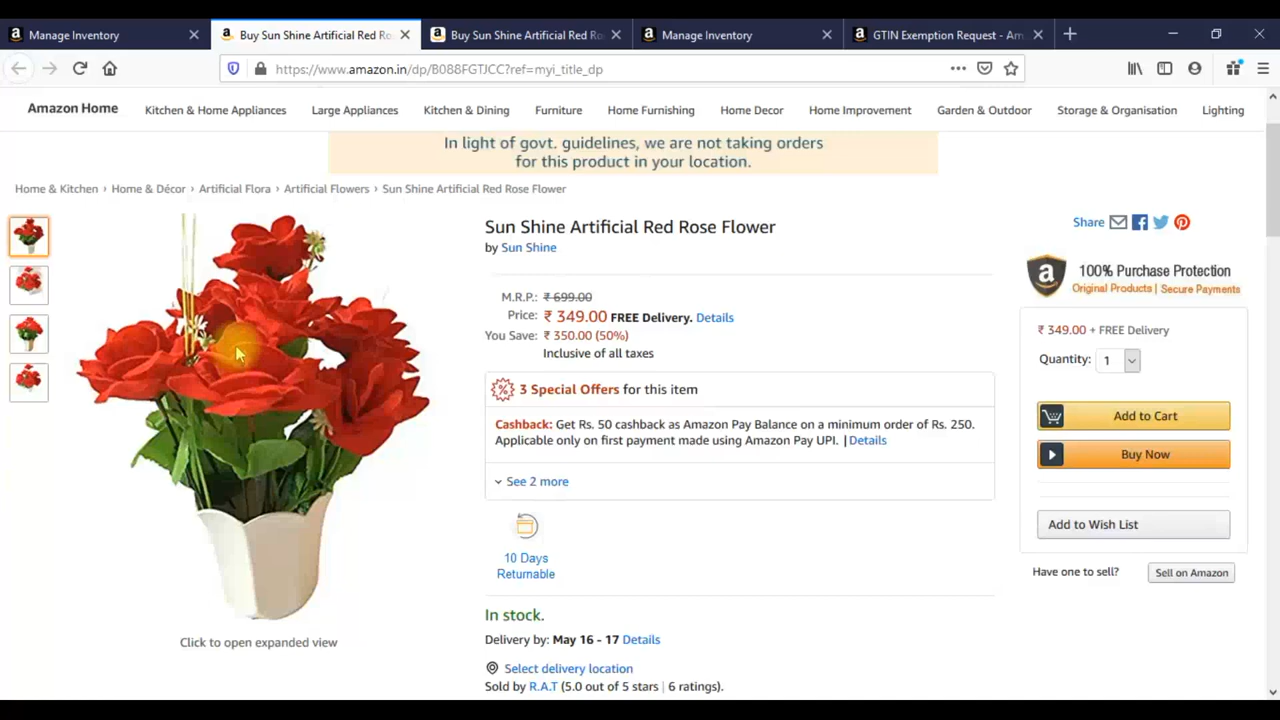 Manage Inventory
Buy Sun Shine Artificial Red Ro
Buy Sun Shine Artificial Red Ro
Manage Inventory
GTIN Exemption Request - Am
https://www.amazon.in/dp/B088FGTJCC?ref=myi_title_dp
Amazon Home Kitchen & Home Appliances Large Appliances Kitchen & Dining Furniture Home Furnishing Home Decor Home Improvement Garden & Outdoor Storage & Organisation Lighting
In light of govt. guidelines, we are not taking orders
for this product in your location.
Home & Kitchen › Home & Décor › Artificial Flora › Artificial Flowers › Sun Shine Artificial Red Rose Flower
Sun Shine Artificial Red Rose Flower
by Sun Shine
M.R.P.: ₹ 699.00
Price: ₹ 349.00 FREE Delivery. Details
You Save: ₹ 350.00 (50%)
Inclusive of all taxes
3 Special Offers for this item
Cashback: Get Rs. 50 cashback as Amazon Pay Balance on a minimum order of Rs. 250.
Applicable only on first payment made using Amazon Pay UPI. | Details
See 2 more
10 Days
Returnable
In stock.
Delivery by: May 16 - 17 Details
Select delivery location
Sold by R.A.T (5.0 out of 5 stars | 6 ratings).
Click to open expanded view
Share
100% Purchase Protection
Original Products | Secure Payments
₹ 349.00 + FREE Delivery
Quantity: 1
Add to Cart
Buy Now
Add to Wish List
Have one to sell? Sell on Amazon